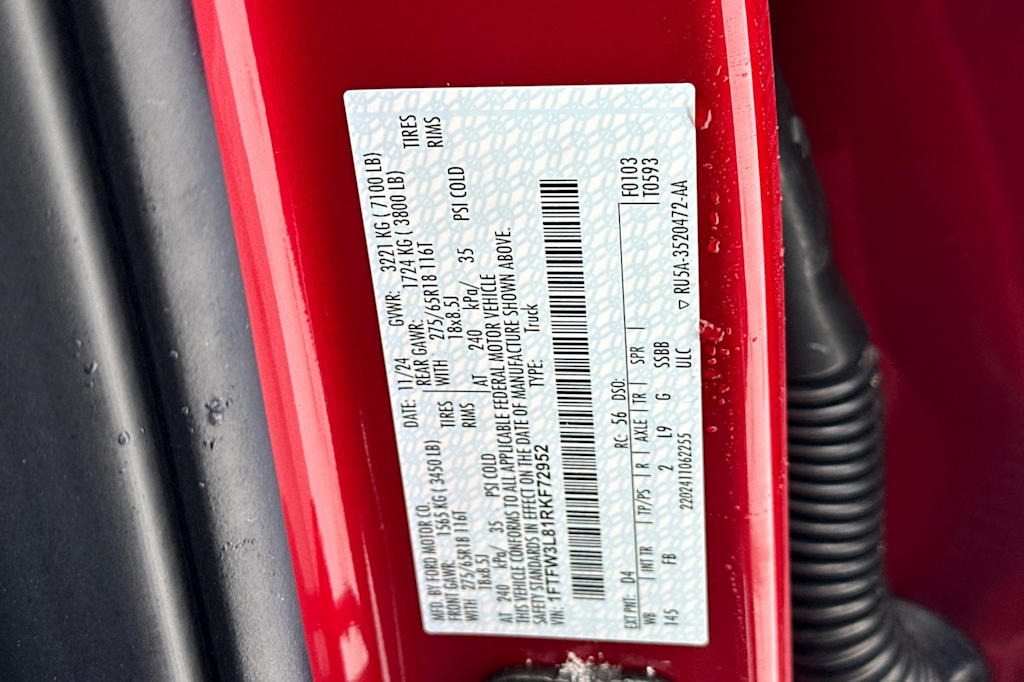 MFD. BY FORD MOTOR CO. DATE: 11/24 GVWR: 3221 KG ( 7100 LB)
FRONT GAWR: 1565 KG ( 3450 LB) REAR GAWR: 1724 KG ( 3800 LB)
WITH 275/65R18 116T TIRES WITH 275/65R18 116T TIRES
18x8.5J RIMS 18x8.5J RIMS
AT 240 kPa/ 35 PSI COLD AT 240 kPa/ 35 PSI COLD
THIS VEHICLE CONFORMS TO ALL APPLICABLE FEDERAL MOTOR VEHICLE
SAFETY STANDARDS IN EFFECT ON THE DATE OF MANUFACTURE SHOWN ABOVE.
VIN: 1FTFW3L81RKF72952 TYPE: Truck
EXT PNT: D4 RC: 56 DSO: F0103
WB INT TR TP/PS R AXLE TR SPR T0593
145 FB 2 L9 G SSBB
2202411062255 ULC ▽ RU5A-3520472-AA